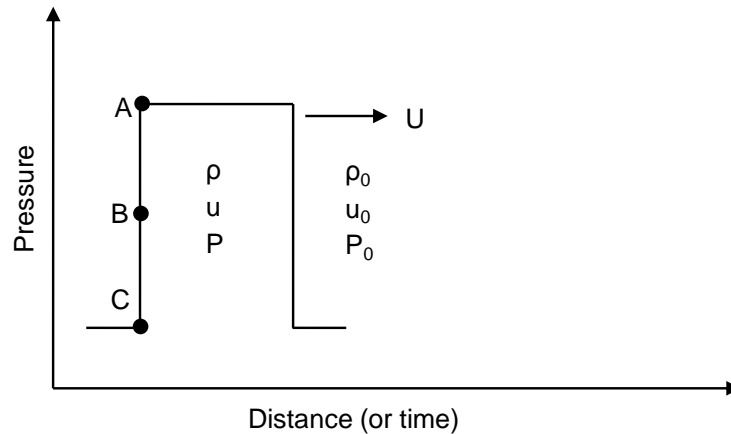 Pressure
A
U
ρ
ρ₀
B
u
u₀
P
P₀
C
Distance (or time)